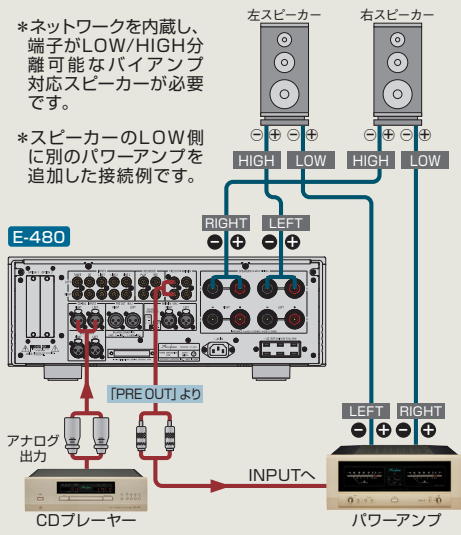 ＊ネットワークを内蔵し、
端子がLOW/HIGH分
離可能なバイアンプ
対応スピーカーが必要
です。
＊スピーカーのLOW側
に別のパワーアンプを
追加した接続例です。
左スピーカー
右スピーカー
⊖⊕ ⊖⊕
⊖⊕ ⊖⊕
HIGH
LOW
HIGH
LOW
RIGHT
LEFT
⊖ ⊕
⊖ ⊕
E-480
「PRE OUT」より
アナログ
出力
CDプレーヤー
INPUTへ
LEFT
RIGHT
⊖ ⊕
⊖ ⊕
パワーアンプ